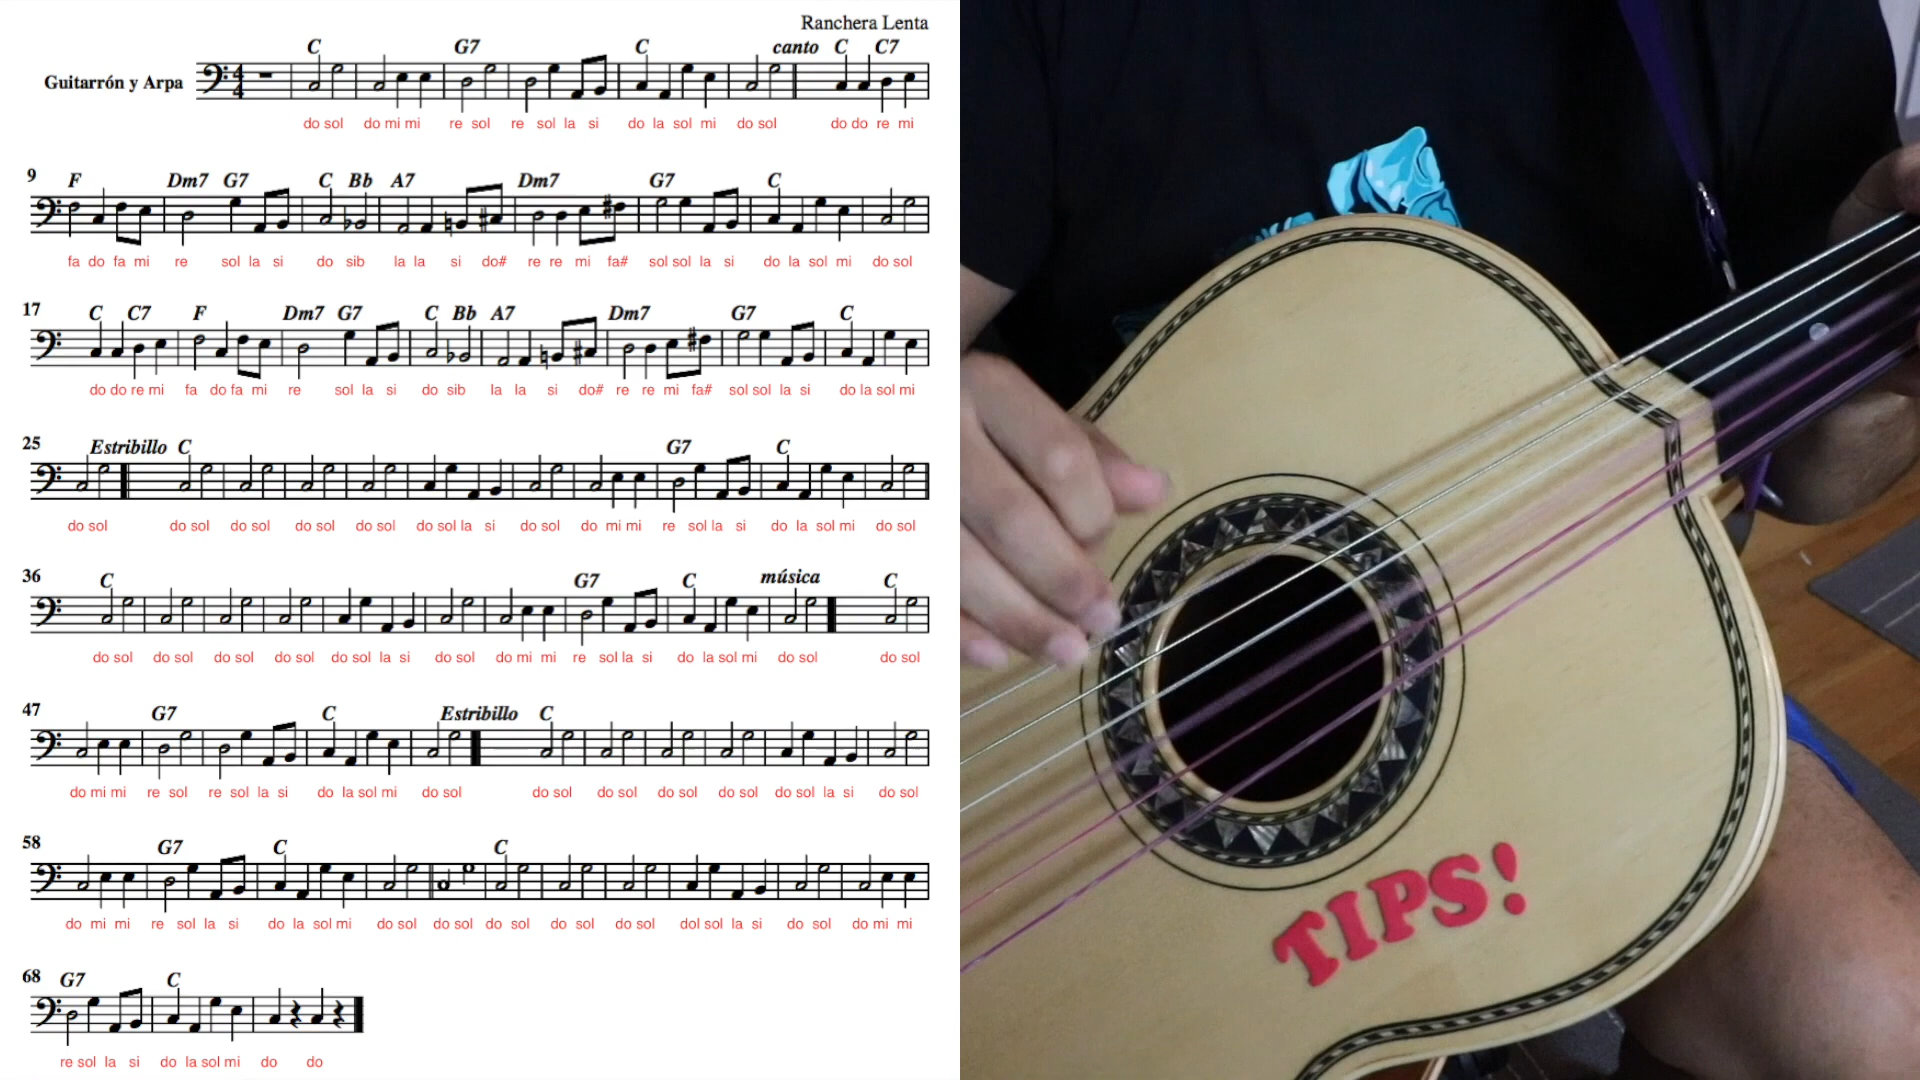 Ranchera Lenta
C G7 C canto C C7
Guitarrón y Arpa
4
4
do sol do mi mi re sol re sol la si do la sol mi do sol do do re mi
9 F Dm7 G7 C Bb A7 Dm7 G7 C
fa do fa mi re sol la si do sib la la si do# re re mi fa# sol sol la si do la sol mi do sol
17 C C7 F Dm7 G7 C Bb A7 Dm7 G7 C
do do re mi fa do fa mi re sol la si do sib la la si do# re re mi fa# sol sol la si do la sol mi
25 Estribillo C G7 C
do sol do sol do sol do sol do sol do sol la si do sol do mi mi re sol la si do la sol mi do sol
36 C G7 C música C
do sol do sol do sol do sol do sol la si do sol do mi mi re sol la si do la sol mi do sol do sol
47 G7 C Estribillo C
do mi mi re sol re sol la si do la sol mi do sol do sol do sol do sol do sol do sol la si do sol
58 G7 C C
do mi mi re sol la si do la sol mi do sol do sol do sol do sol do sol dol sol la si do sol do mi mi
68 G7 C
re sol la si do la sol mi do do
TIPS!